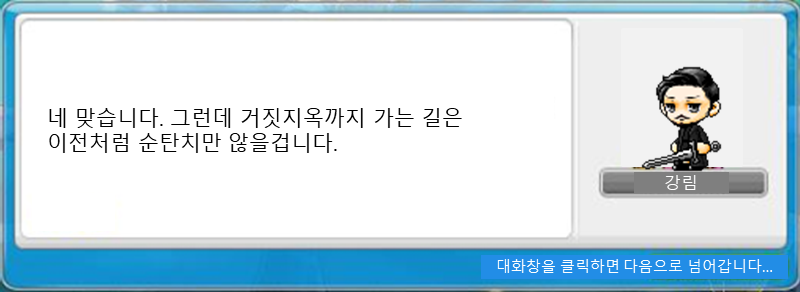 네 맞습니다. 그런데 거짓지옥까지 가는 길은
이전처럼 순탄치만 않을겁니다.
강림
대화창을 클릭하면 다음으로 넘어갑니다...